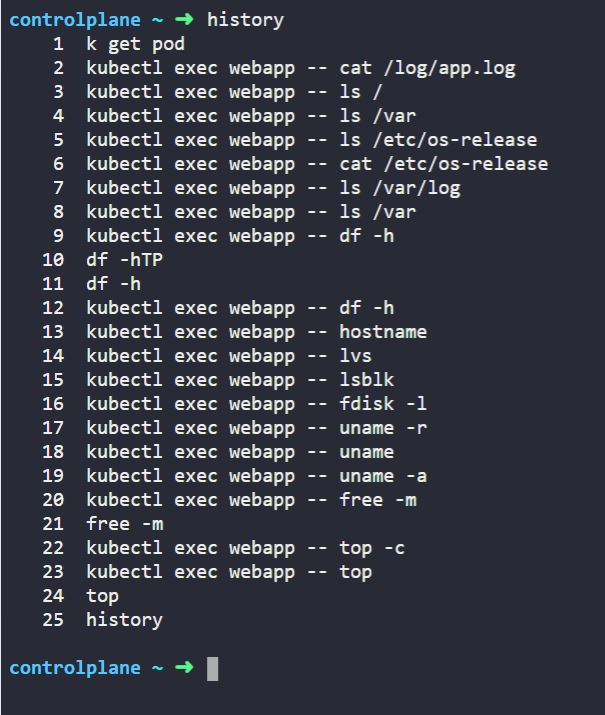 controlplane ~ ➜ history
1 k get pod
2 kubectl exec webapp -- cat /log/app.log
3 kubectl exec webapp -- ls /
4 kubectl exec webapp -- ls /var
5 kubectl exec webapp -- ls /etc/os-release
6 kubectl exec webapp -- cat /etc/os-release
7 kubectl exec webapp -- ls /var/log
8 kubectl exec webapp -- ls /var
9 kubectl exec webapp -- df -h
10 df -hTP
11 df -h
12 kubectl exec webapp -- df -h
13 kubectl exec webapp -- hostname
14 kubectl exec webapp -- lvs
15 kubectl exec webapp -- lsblk
16 kubectl exec webapp -- fdisk -l
17 kubectl exec webapp -- uname -r
18 kubectl exec webapp -- uname
19 kubectl exec webapp -- uname -a
20 kubectl exec webapp -- free -m
21 free -m
22 kubectl exec webapp -- top -c
23 kubectl exec webapp -- top
24 top
25 history
controlplane ~ ➜